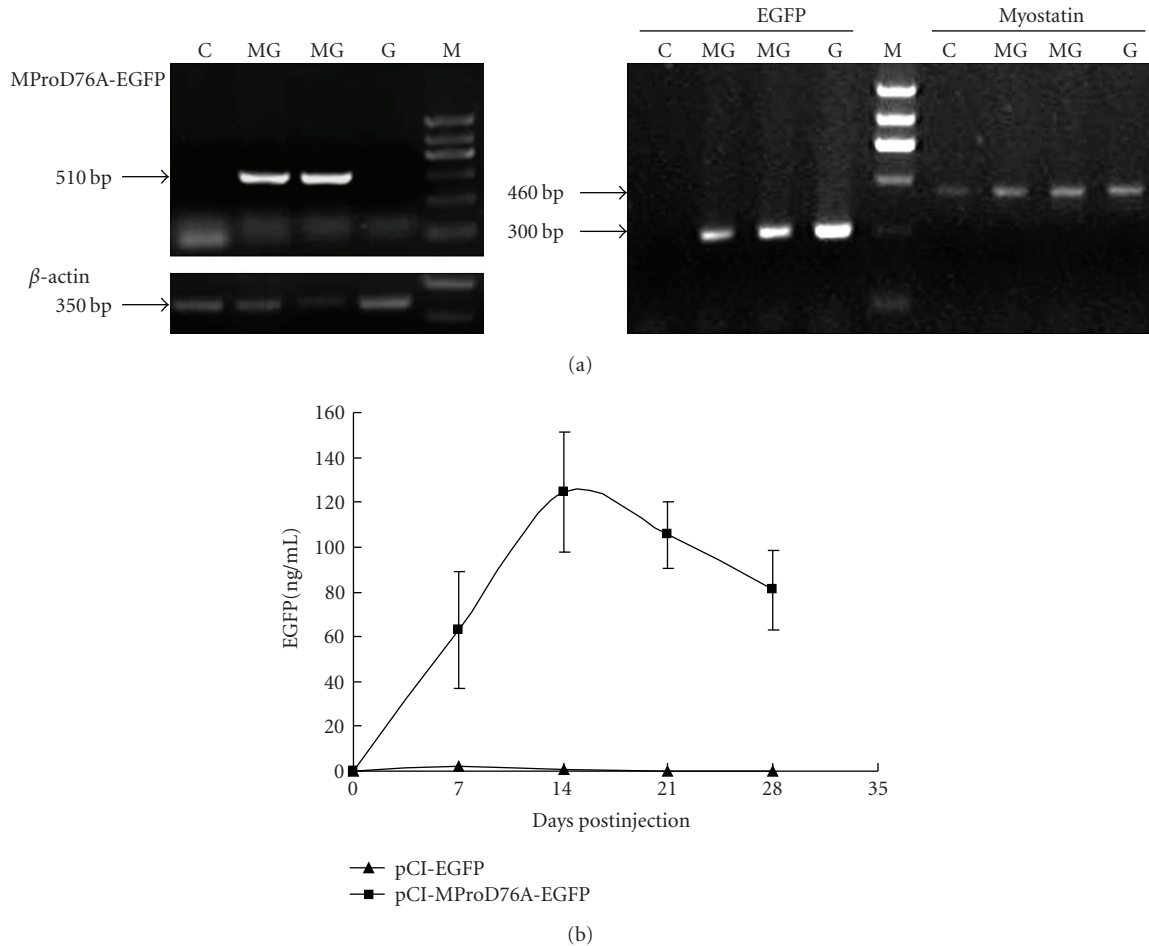 EGFP Myostatin
C MG MG G M C MG MG G M C MG MG G
MProD76A-EGFP
510 bp
460 bp
300 bp
β-actin
350 bp
(a)
160
140
120
100
80
60
40
20
0
EGFP(ng/mL)
0 7 14 21 28 35
Days postinjection
pCI-EGFP
pCI-MProD76A-EGFP
(b)